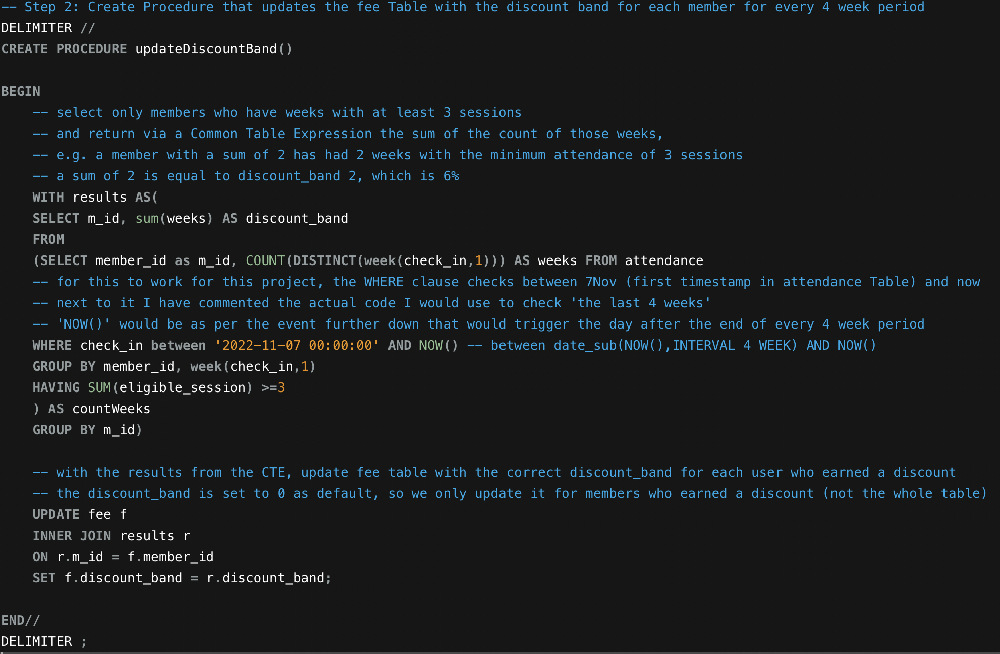 -- Step 2: Create Procedure that updates the fee Table with the discount band for each member for every 4 week period
DELIMITER //
CREATE PROCEDURE updateDiscountBand()
BEGIN
-- select only members who have weeks with at least 3 sessions
-- and return via a Common Table Expression the sum of the count of those weeks,
-- e.g. a member with a sum of 2 has had 2 weeks with the minimum attendance of 3 sessions
-- a sum of 2 is equal to discount_band 2, which is 6%
WITH results AS(
SELECT m_id, sum(weeks) AS discount_band
FROM
(SELECT member_id as m_id, COUNT(DISTINCT(week(check_in,1))) AS weeks FROM attendance
-- for this to work for this project, the WHERE clause checks between 7Nov (first timestamp in attendance Table) and now
-- next to it I have commented the actual code I would use to check 'the last 4 weeks'
-- 'NOW()' would be as per the event further down that would trigger the day after the end of every 4 week period
WHERE check_in between '2022-11-07 00:00:00' AND NOW() -- between date_sub(NOW(),INTERVAL 4 WEEK) AND NOW()
GROUP BY member_id, week(check_in,1)
HAVING SUM(eligible_session) >=3
) AS countWeeks
GROUP BY m_id)
-- with the results from the CTE, update fee table with the correct discount_band for each user who earned a discount
-- the discount_band is set to 0 as default, so we only update it for members who earned a discount (not the whole table)
UPDATE fee f
INNER JOIN results r
ON r.m_id = f.member_id
SET f.discount_band = r.discount_band;
END//
DELIMITER ;